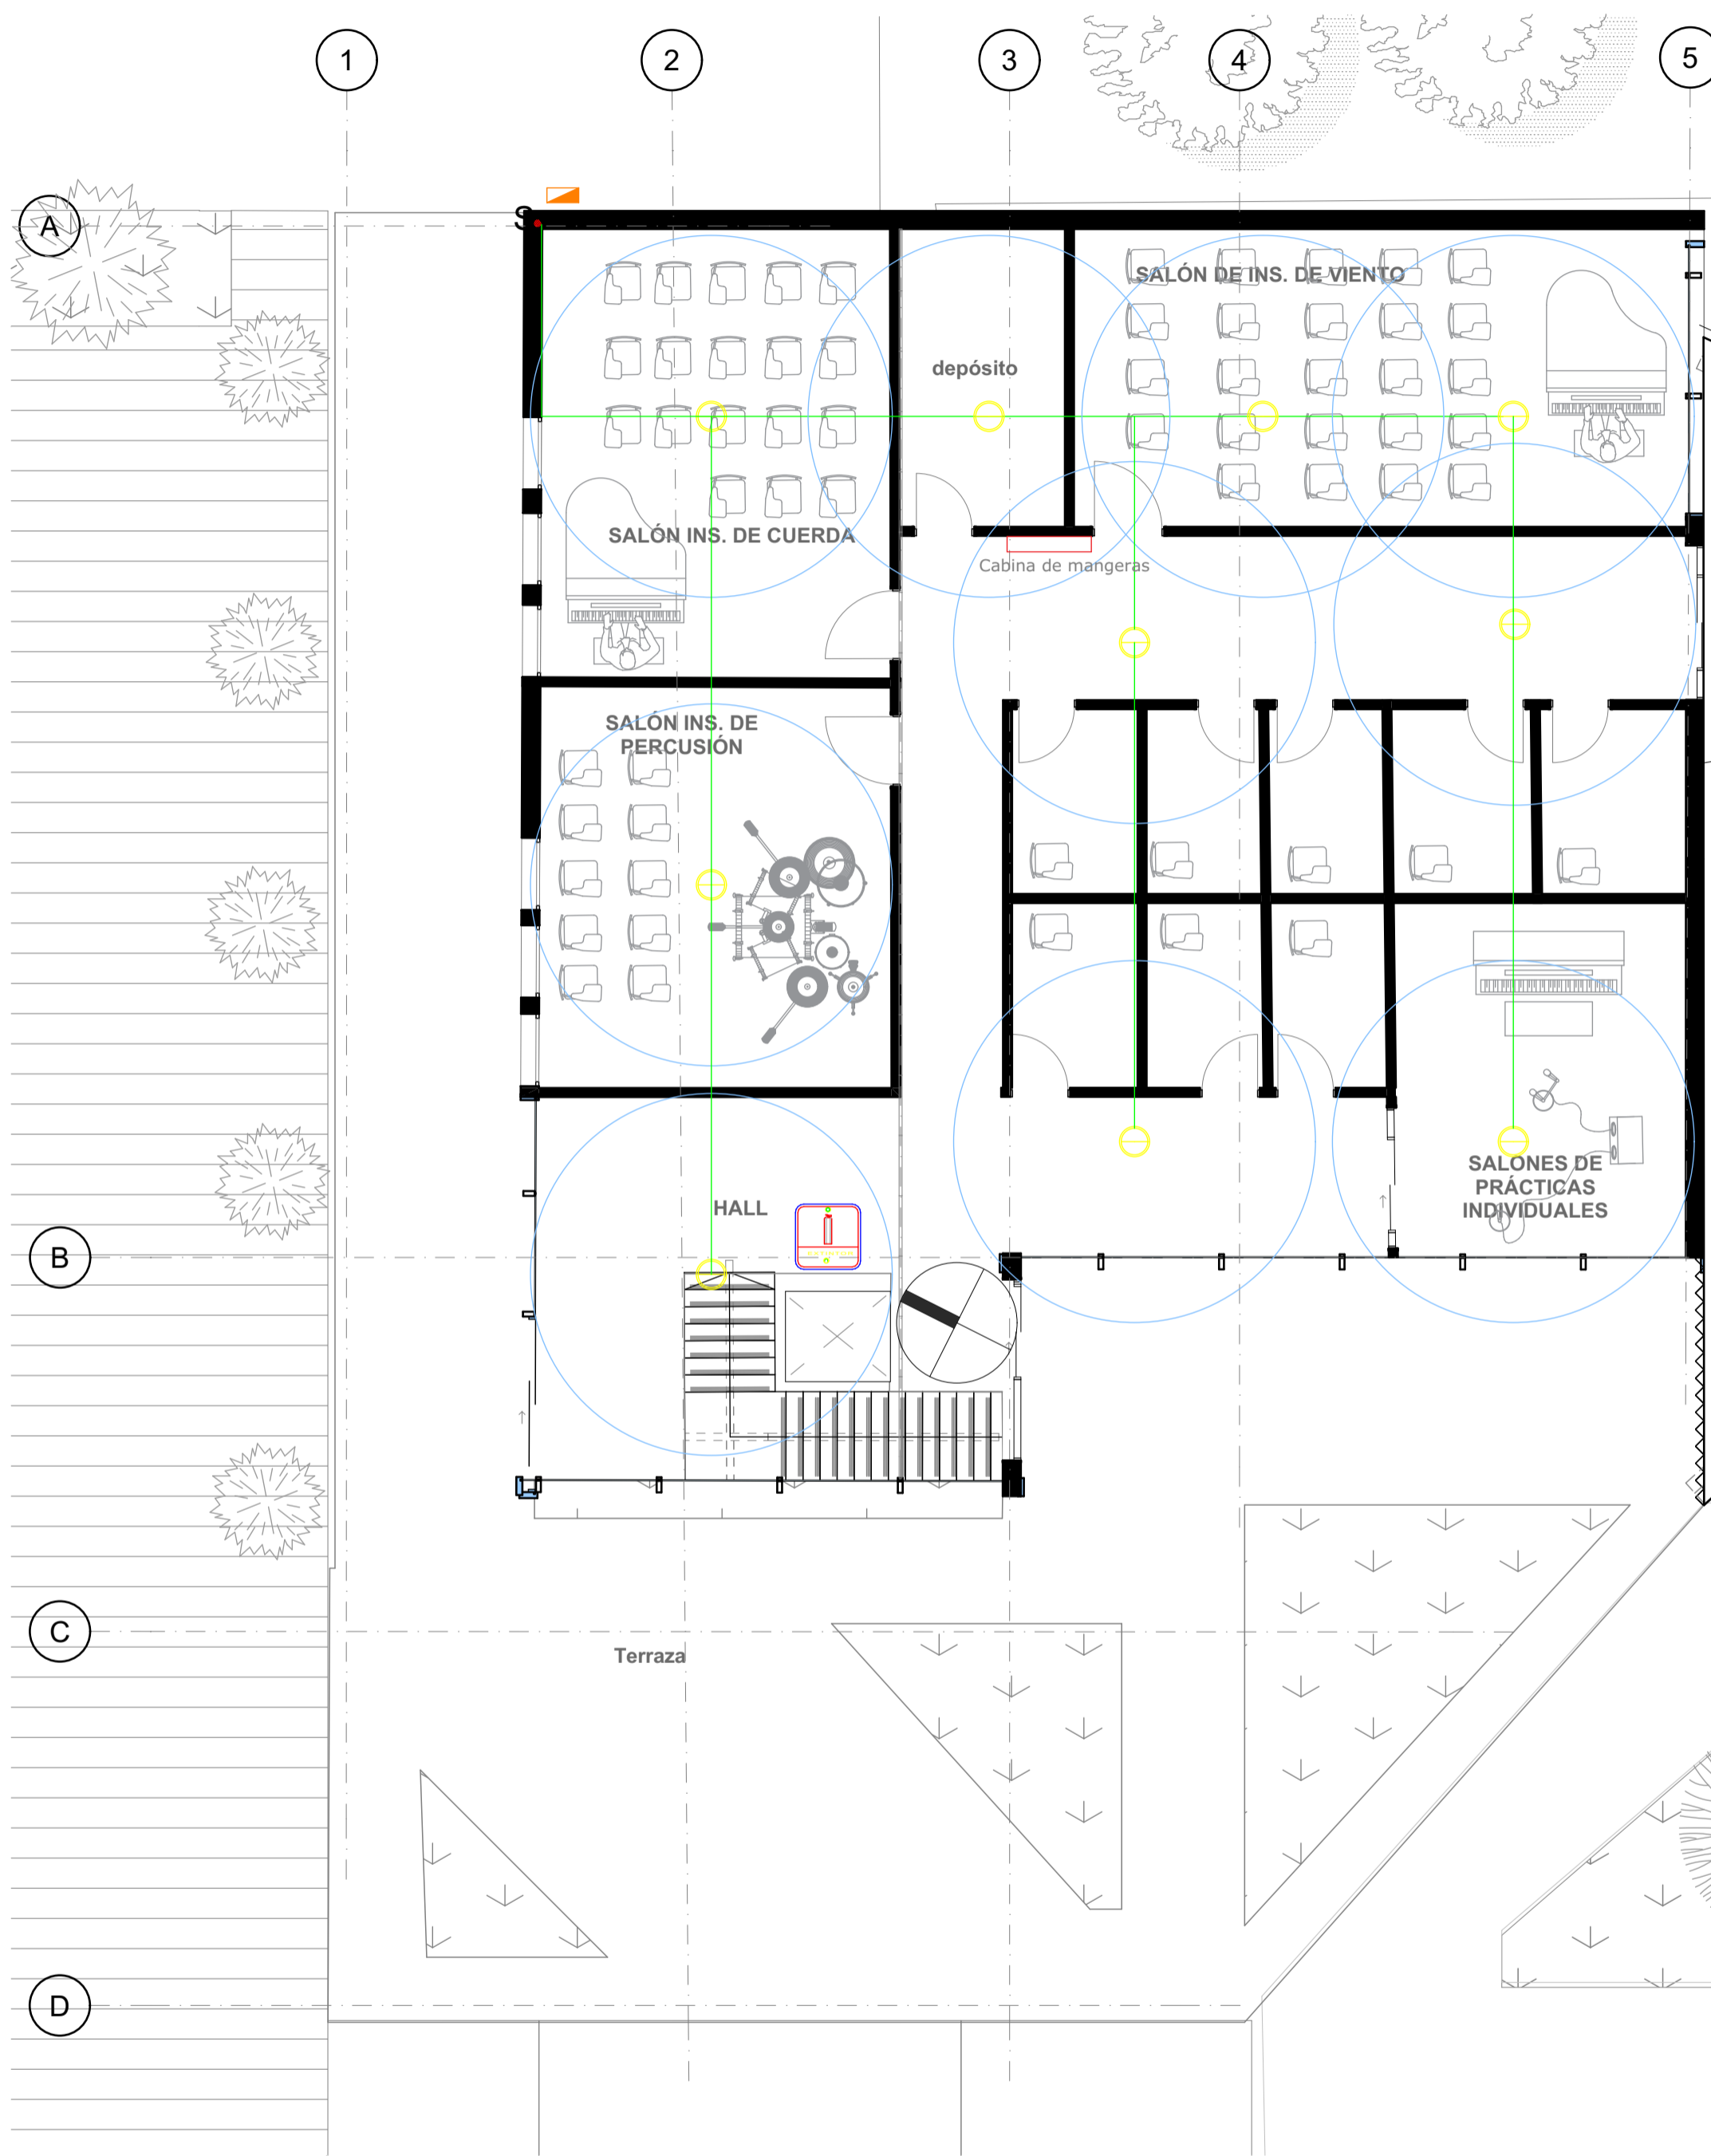 1
2
3
4
5
A
S
SALÓN DE INS. DE VIENTO
depósito
SALÓN INS. DE CUERDA
Cabina de mangeras
SALÓN INS. DE
PERCUSIÓN
SALONES DE
PRÁCTICAS
INDIVIDUALES
HALL
B
C
Terraza
D